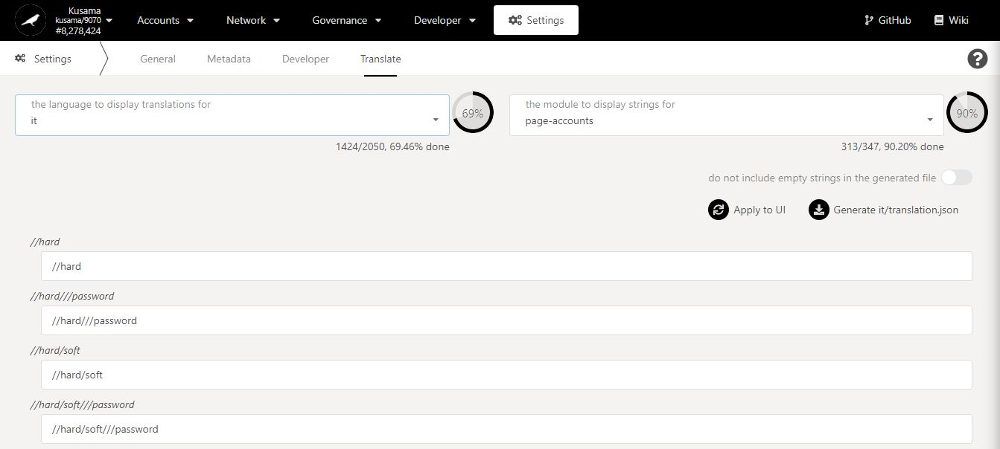 Kusama
kusama/9070
#8,278,424
Accounts
Network
Governance
Developer
Settings
GitHub
Wiki
Settings
General
Metadata
Developer
Translate
?
the language to display translations for
it
69%
the module to display strings for
page-accounts
90%
1424/2050, 69.46% done
313/347, 90.20% done
do not include empty strings in the generated file
Apply to UI
Generate it/translation.json
//hard
//hard
//hard///password
//hard///password
//hard/soft
//hard/soft
//hard/soft///password
//hard/soft///password